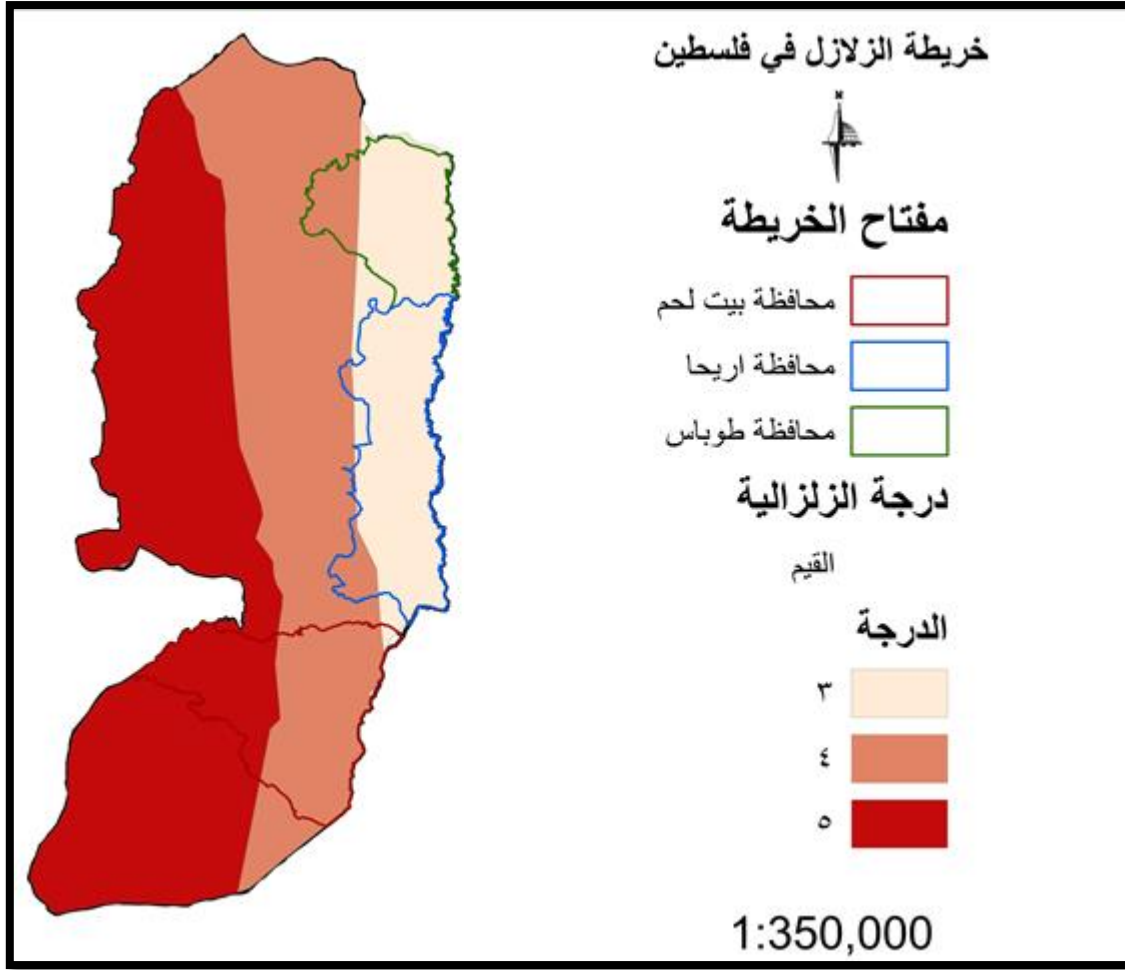 خريطة الزلازل في فلسطين
N
مفتاح الخريطة
محافظة بيت لحم
محافظة اريحا
محافظة طوباس
درجة الزلزالية
القيم
الدرجة
٣
٤
٥
1:350,000